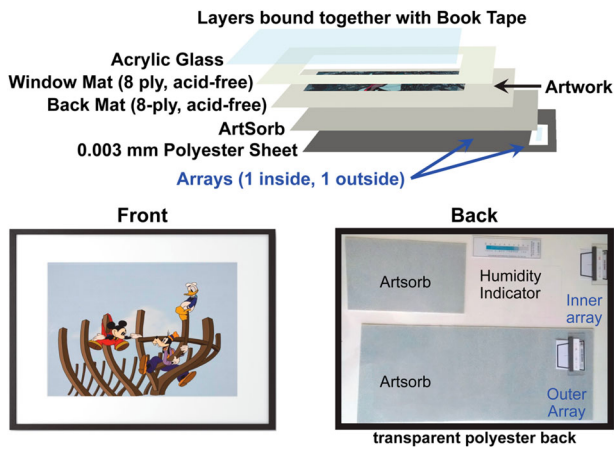 Layers bound together with Book Tape
Acrylic Glass
Window Mat (8 ply, acid-free)
Back Mat (8-ply, acid-free)
Artwork
ArtSorb
0.003 mm Polyester Sheet
Arrays (1 inside, 1 outside)
Front
Back
Artsorb
Humidity
Indicator
Inner
array
Artsorb
Outer
Array
transparent polyester back